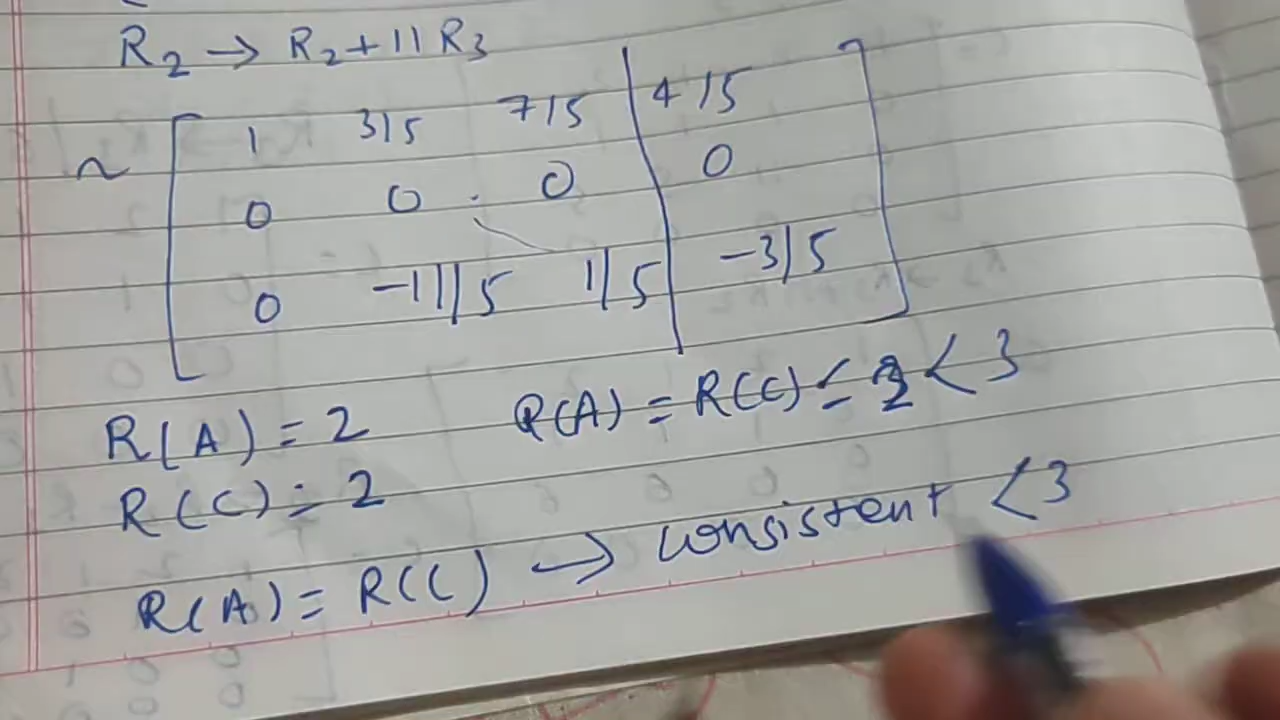 R2 → R2 + 11 R3
~ [ 1 3/5 7/5 | 4/5 ]
0 0 0 | 0
0 -11/5 1/5 | -3/5
R(A) = 2 R(A) = R(C) = 2 < 3
R(C) = 2
R(A) = R(C) → consistent < 3